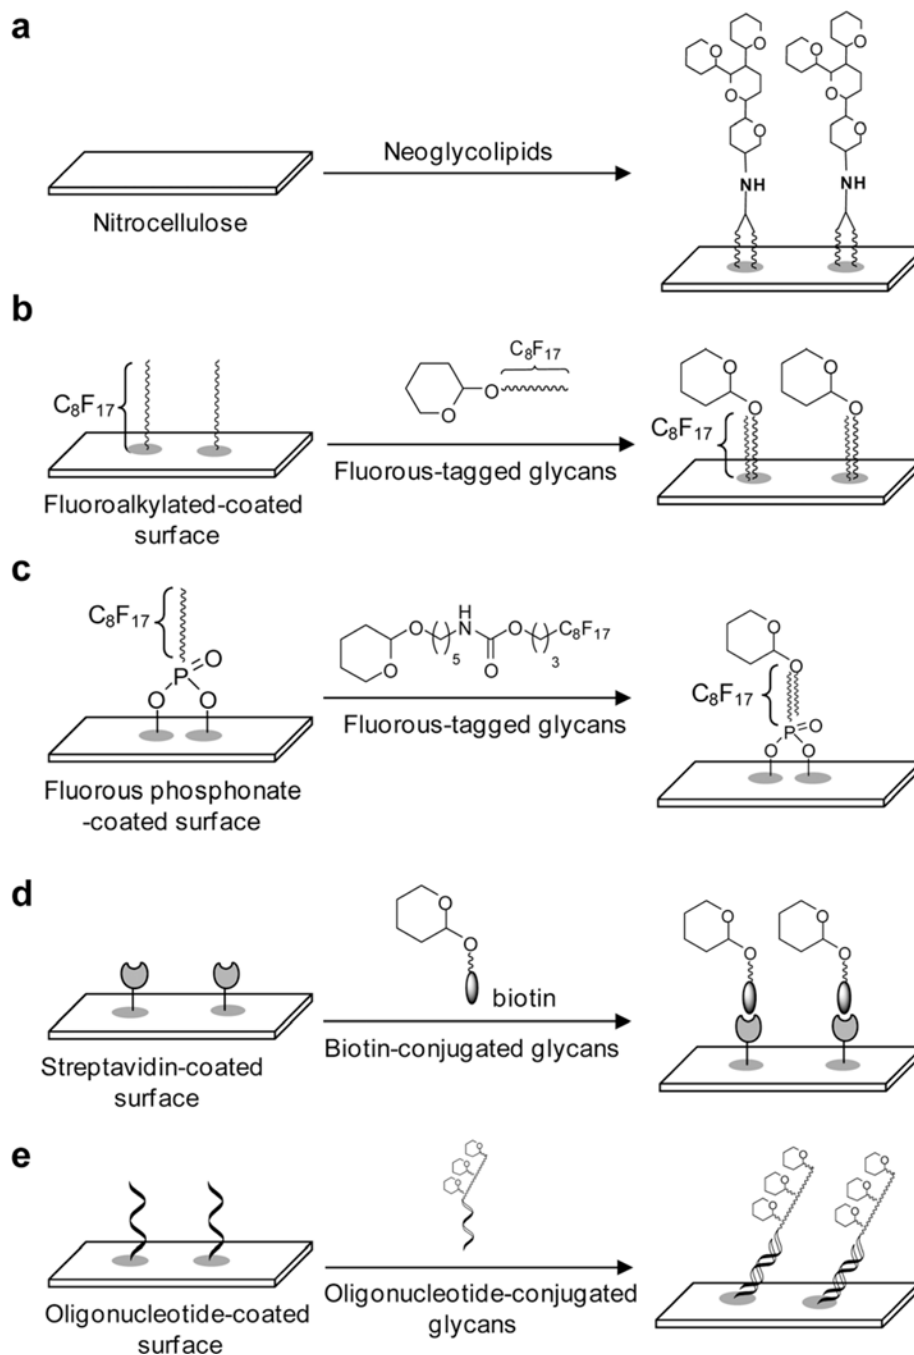 a
Neoglycolipids
Nitrocellulose
NH
NH
b
C8F17
C8F17
O
O
Fluorous-tagged glycans
Fluoroalkylated-coated
surface
O
O
O
O
C8F17
c
C8F17
P
O
O
O
O
O
5
H
N
O
O
3
C8F17
Fluorous-tagged glycans
Fluorous phosphonate
-coated surface
O
O
C8F17
P
O
O
O
d
O
O
biotin
Biotin-conjugated glycans
Streptavidin-coated
surface
O
O
O
O
e
Oligonucleotide-conjugated
glycans
Oligonucleotide-coated
surface